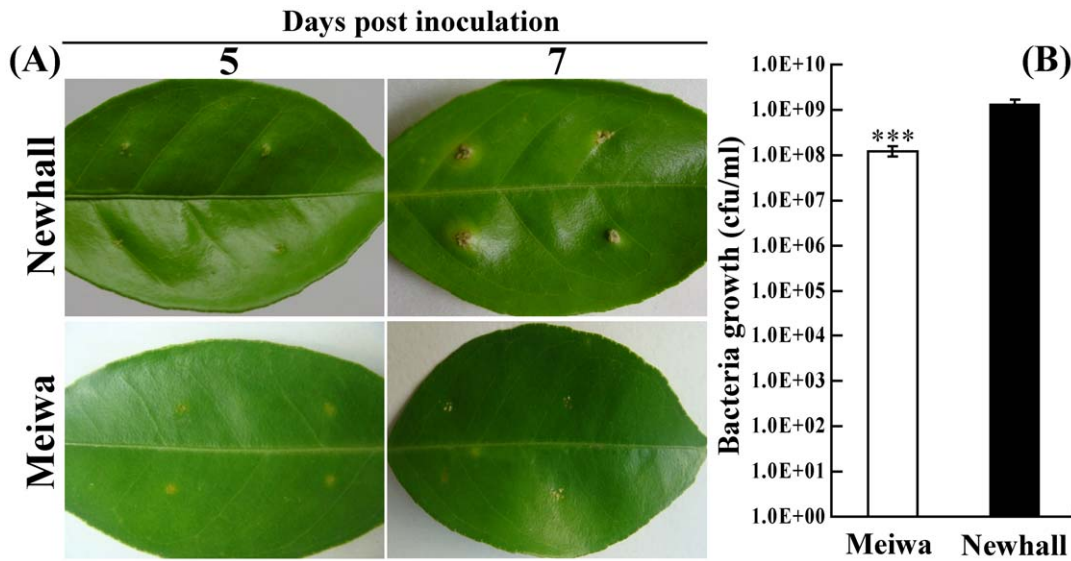 Days post inoculation
(A)
5
7
Newhall
Meiwa
(B)
Bacteria growth (cfu/ml)
1.0E+10
1.0E+09
1.0E+08
1.0E+07
1.0E+06
1.0E+05
1.0E+04
1.0E+03
1.0E+02
1.0E+01
1.0E+00
***
Meiwa
Newhall